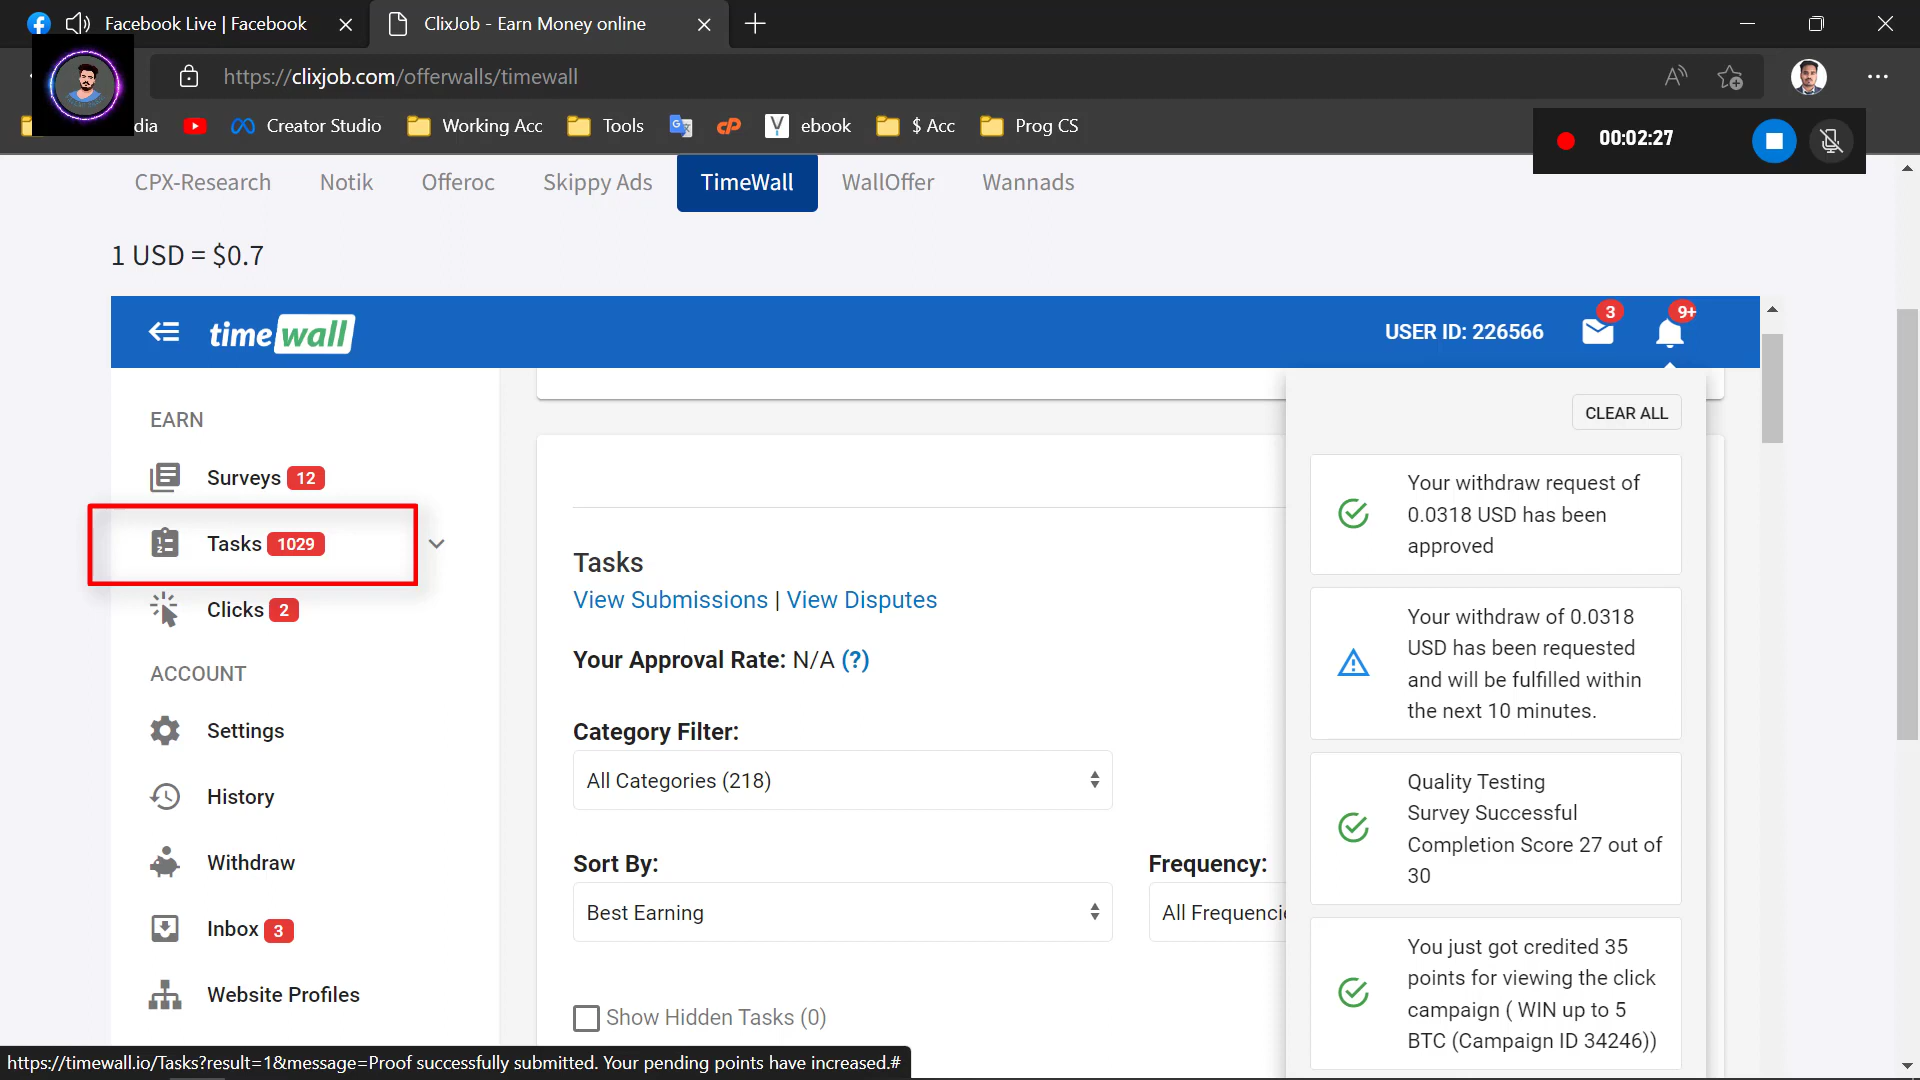 Facebook Live | Facebook
ClixJob - Earn Money online
https://clixjob.com/offerwalls/timewall
dia
Creator Studio
Working Acc
Tools
ebook
$ Acc
Prog CS
00:02:27
CPX-Research
Notik
Offeroc
Skippy Ads
TimeWall
WallOffer
Wannads
1 USD = $0.7
time wall
USER ID: 226566
3
9+
EARN
Surveys 12
Tasks 1029
Clicks 2
ACCOUNT
Settings
History
Withdraw
Inbox 3
Website Profiles
Tasks
View Submissions | View Disputes
Your Approval Rate: N/A (?)
Category Filter:
All Categories (218)
Sort By:
Best Earning
Frequency:
All Frequencie
Show Hidden Tasks (0)
CLEAR ALL
Your withdraw request of
0.0318 USD has been
approved
Your withdraw of 0.0318
USD has been requested
and will be fulfilled within
the next 10 minutes.
Quality Testing
Survey Successful
Completion Score 27 out of
30
You just got credited 35
points for viewing the click
campaign ( WIN up to 5
BTC (Campaign ID 34246))
https://timewall.io/Tasks?result=1&message=Proof successfully submitted. Your pending points have increased.#